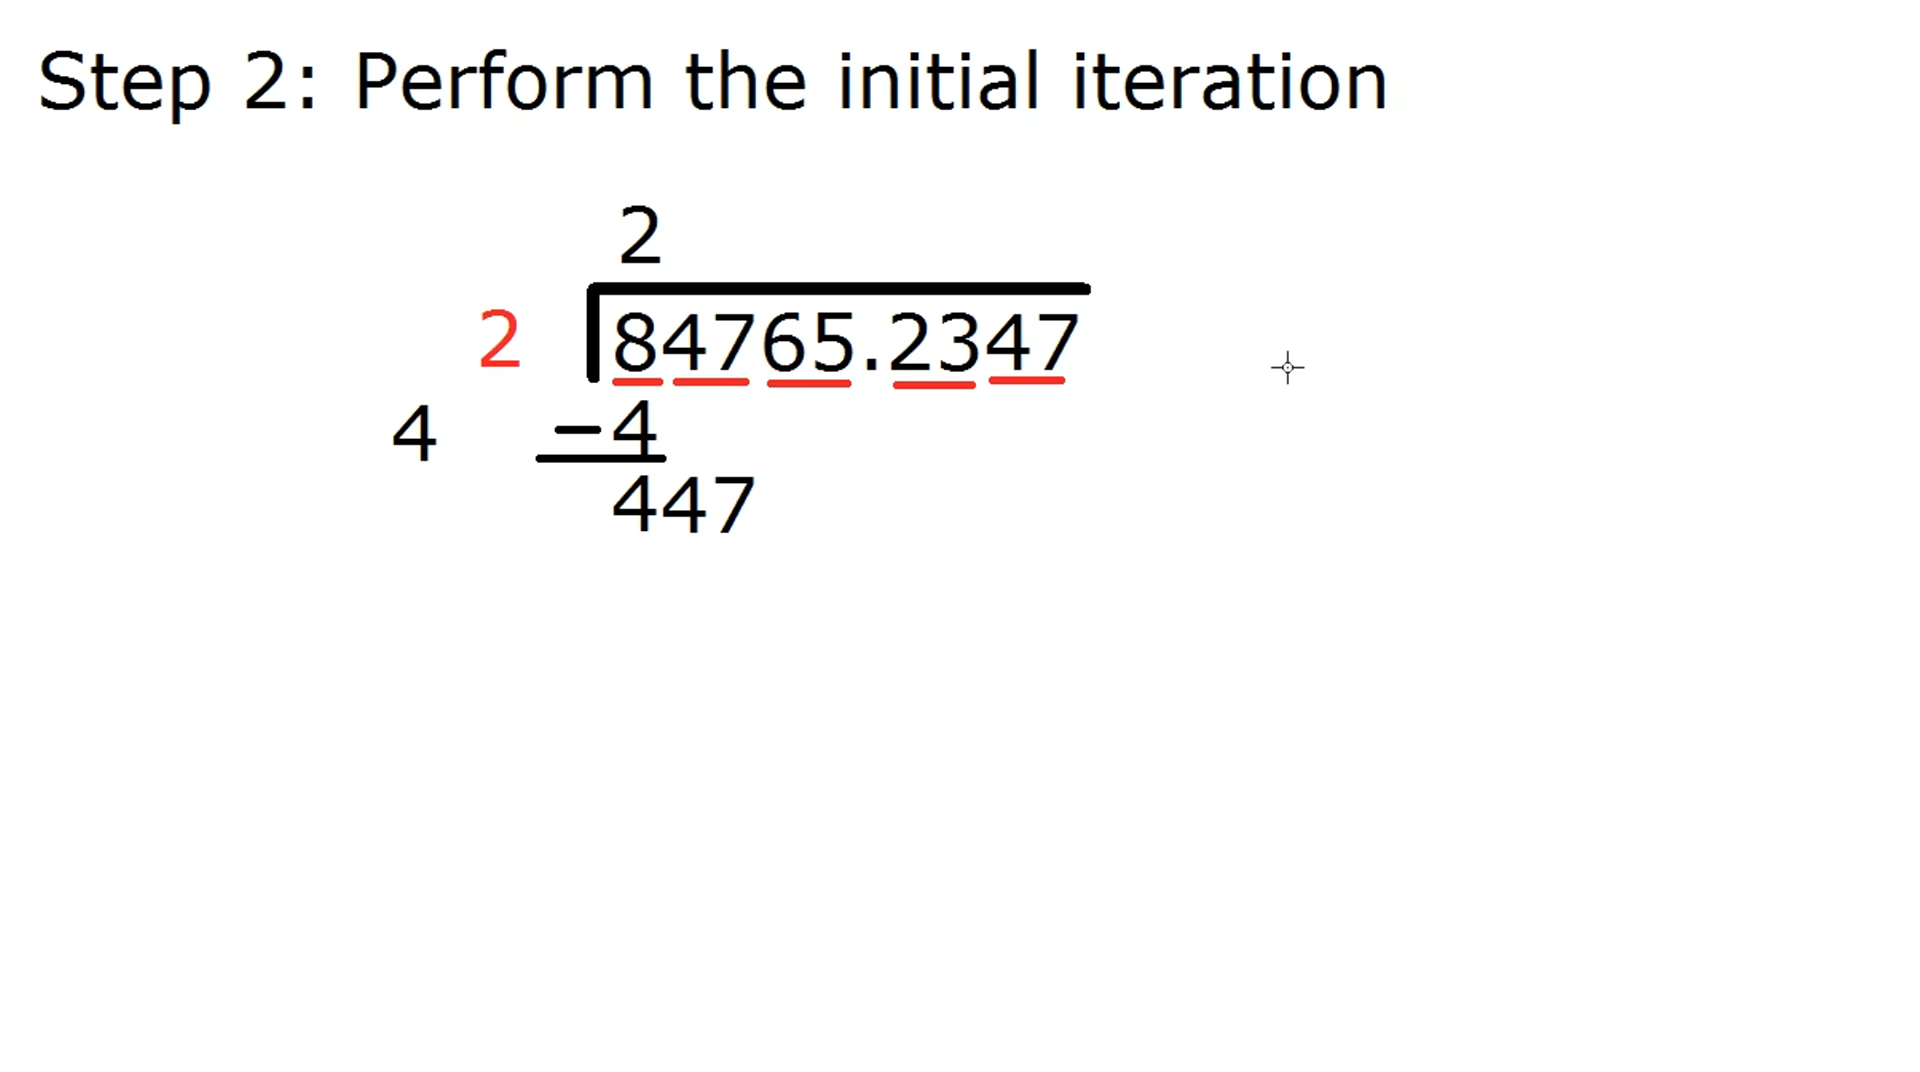 Step 2: Perform the initial iteration
2
2 84765.2347
4 −4
447